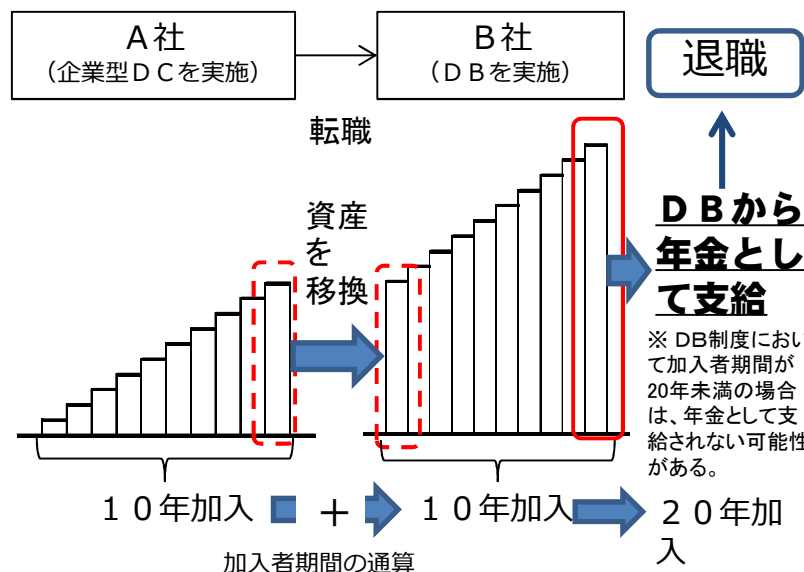 A社
（企業型ＤＣを実施）
B社
（ＤＢを実施）
退職
転職
資産
を
移換
ＤＢから
年金とし
て支給
※ DB制度におい
て加入者期間が
20年未満の場合
は、年金として支
給されない可能性
がある。
１０年加入
＋
１０年加入
２０年加
入
加入者期間の通算